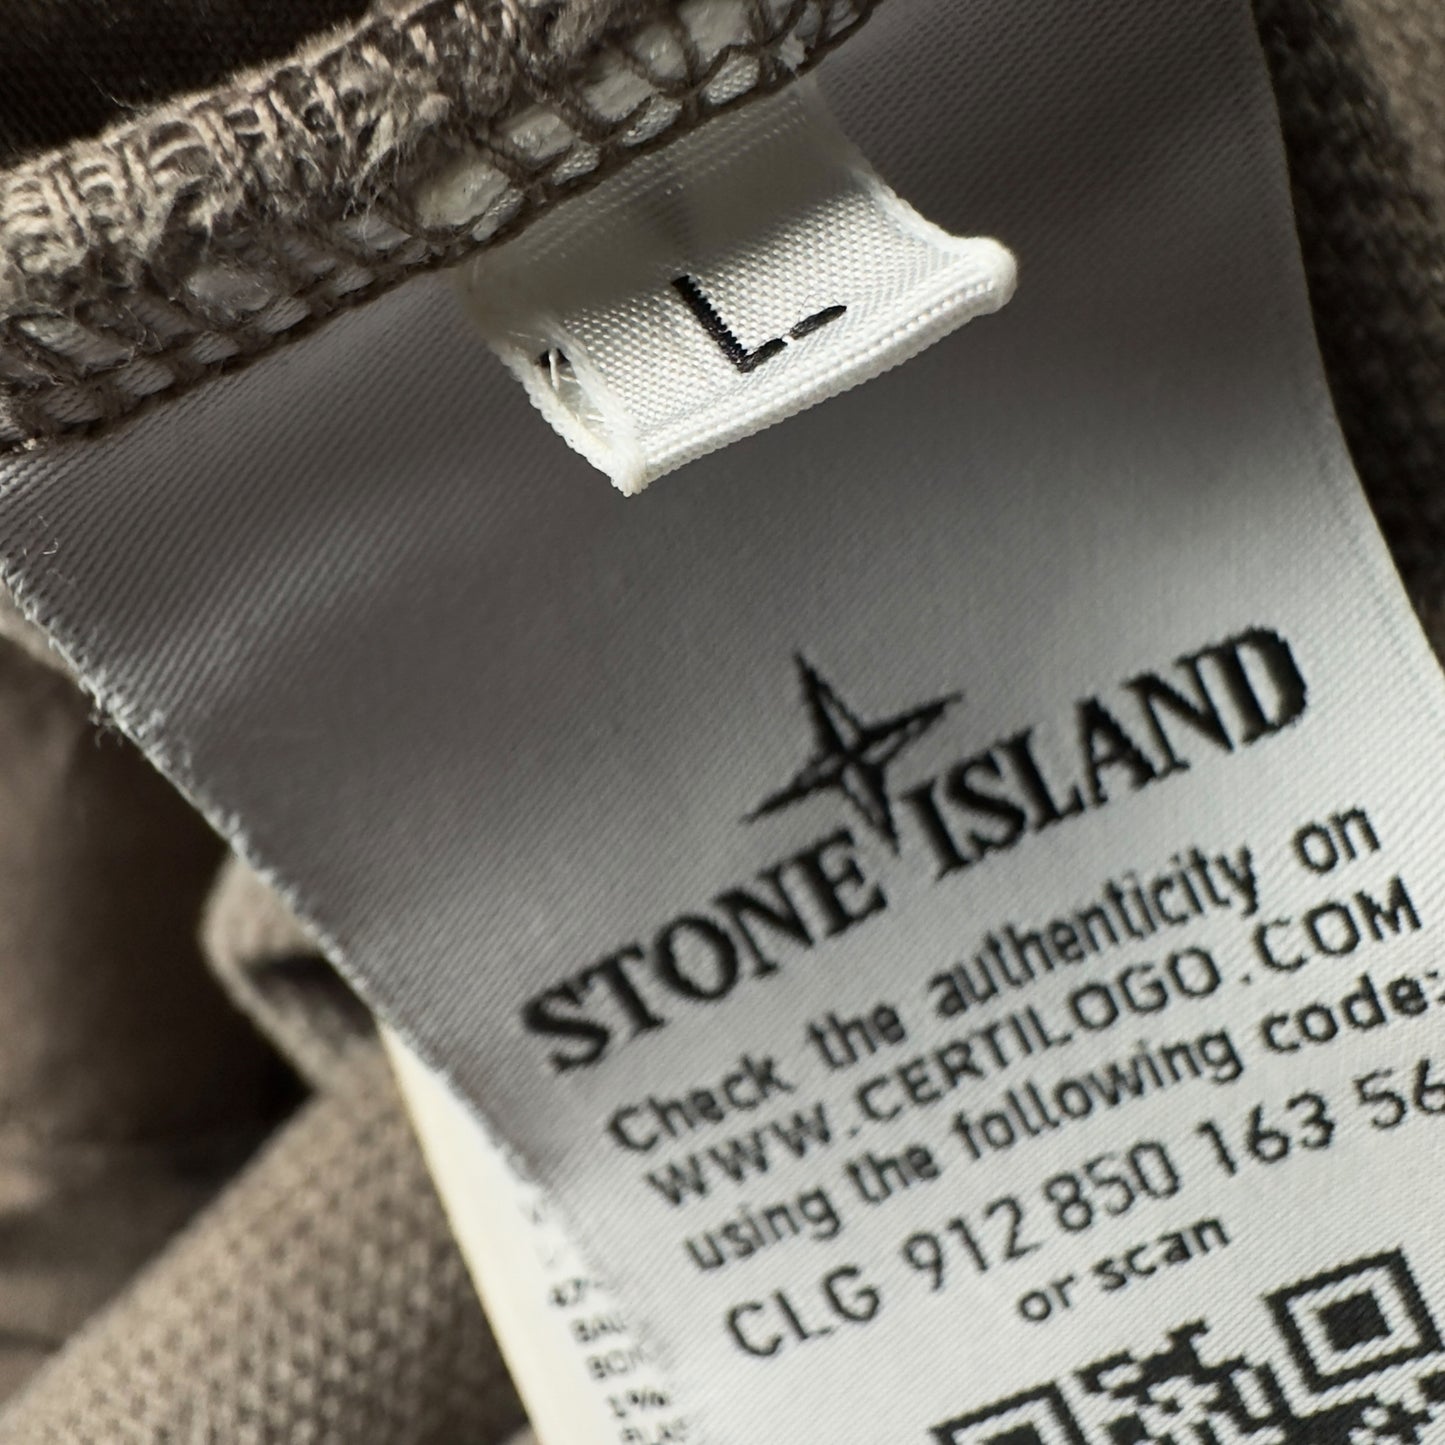 L
STONE ISLAND
Check the authenticity on
WWW.CERTILOGO.COM
using the following code:
CLG 912 850 163 56
or scan